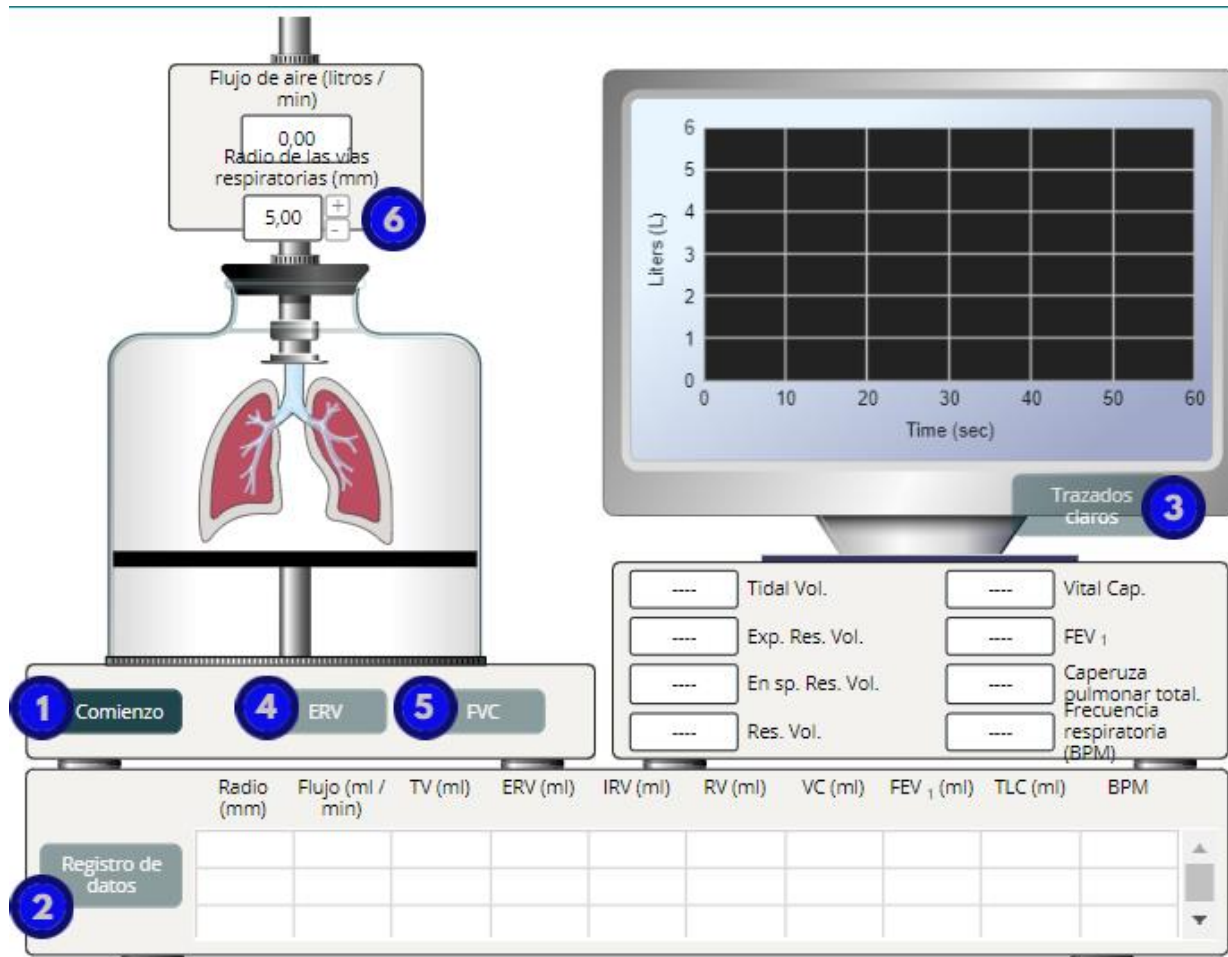 Flujo de aire (litros /
min)
0,00
Radio de las vías
respiratorias (mm)
5,00
+
-
6
6
5
4
3
2
1
0
Liters (L)
0 10 20 30 40 50 60
Time (sec)
Trazados
claros
3
---- Tidal Vol.
---- Vital Cap.
---- Exp. Res. Vol.
---- FEV 1
---- En sp. Res. Vol.
---- Caperuza
pulmonar total.
---- Res. Vol.
---- Frecuencia
respiratoria
(BPM)
1 Comienzo
4 ERV
5 FVC
Radio
(mm)
Flujo (ml /
min)
TV (ml)
ERV (ml)
IRV (ml)
RV (ml)
VC (ml)
FEV 1 (ml)
TLC (ml)
BPM
Registro de
datos
2